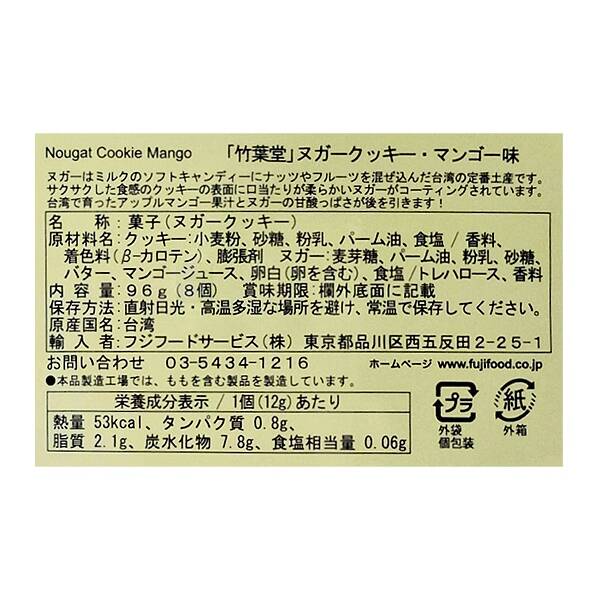 Nougat Cookie Mango 「竹葉堂」ヌガークッキー・マンゴー味
ヌガーはミルクのソフトキャンディーにナッツやフルーツを混ぜ込んだ台湾の定番土産です。
サクサクした食感のクッキーの表面に口当たりが柔らかいヌガーがコーティングされています。
台湾で育ったアップルマンゴー果汁とヌガーの甘酸っぱさが後を引きます！
名 称：菓子（ヌガークッキー）
原材料名：クッキー：小麦粉、砂糖、粉乳、パーム油、食塩 / 香料、
着色料（β-カロテン）、膨張剤 ヌガー：麦芽糖、パーム油、粉乳、砂糖、
バター、マンゴージュース、卵白（卵を含む）、食塩 /トレハロース、香料
内容量：96g（8個） 賞味期限：欄外底面に記載
保存方法：直射日光・高温多湿な場所を避け、常温で保存してください。
原産国名：台湾
輸 入 者：フジフードサービス（株） 東京都品川区西五反田2-25-1
お問い合わせ 03-5434-1216 ホームページ www.fujifood.co.jp
●本品製造工場では、ももを含む製品を製造しています。
栄養成分表示 / 1個（12g）あたり
熱量 53kcal、タンパク質 0.8g、
脂質 2.1g、炭水化物 7.8g、食塩相当量 0.06g
プラ
外袋
個包装
紙
外箱